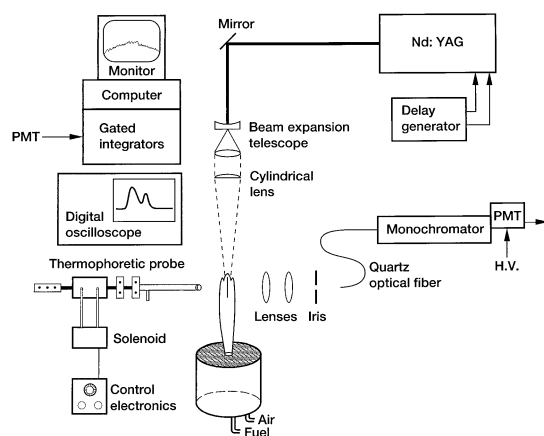 Mirror
Nd: YAG
Monitor
Computer
Gated
integrators
PMT
Beam expansion
telescope
Delay
generator
Cylindrical
lens
Digital
oscilloscope
Monochromator
PMT
H.V.
Quartz
optical fiber
Thermophoretic probe
Lenses
Iris
Solenoid
Control
electronics
Air
Fuel